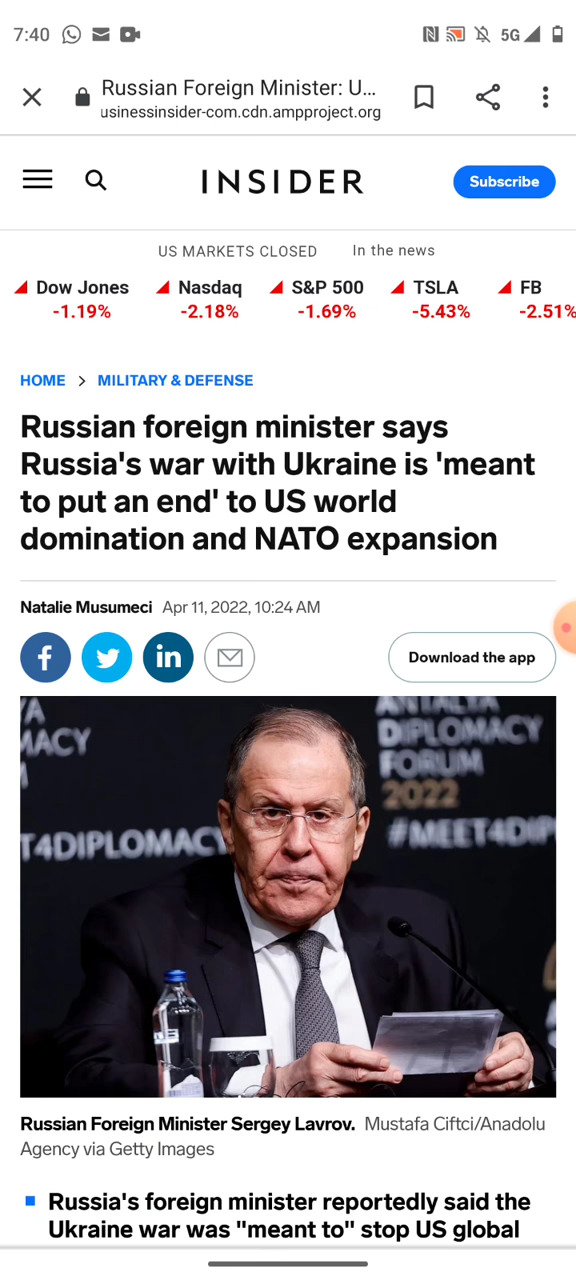 7:40
5G
Russian Foreign Minister: U...
usinessinsider-com.cdn.ampproject.org
INSIDER
Subscribe
US MARKETS CLOSED In the news
Dow Jones Nasdaq S&P 500 TSLA FB
-1.19% -2.18% -1.69% -5.43% -2.51%
HOME > MILITARY & DEFENSE
Russian foreign minister says
Russia's war with Ukraine is 'meant
to put an end' to US world
domination and NATO expansion
Natalie Musumeci Apr 11, 2022, 10:24 AM
Download the app
YA
MACY
ANTALYA
DIPLOMACY
FORUM
2022
T4DIPLOMACY
#MEET4DIP
Russian Foreign Minister Sergey Lavrov. Mustafa Ciftci/Anadolu
Agency via Getty Images
Russia's foreign minister reportedly said the
Ukraine war was "meant to" stop US global